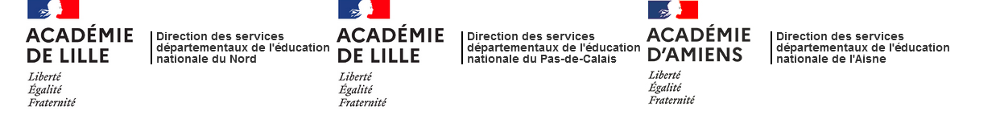 ACADÉMIE
DE LILLE
Liberté
Égalité
Fraternité
Direction des services
départementaux de l'éducation
nationale du Nord
ACADÉMIE
DE LILLE
Liberté
Égalité
Fraternité
Direction des services
départementaux de l'éducation
nationale du Pas-de-Calais
ACADÉMIE
D'AMIENS
Liberté
Égalité
Fraternité
Direction des services
départementaux de l'éducation
nationale de l'Aisne